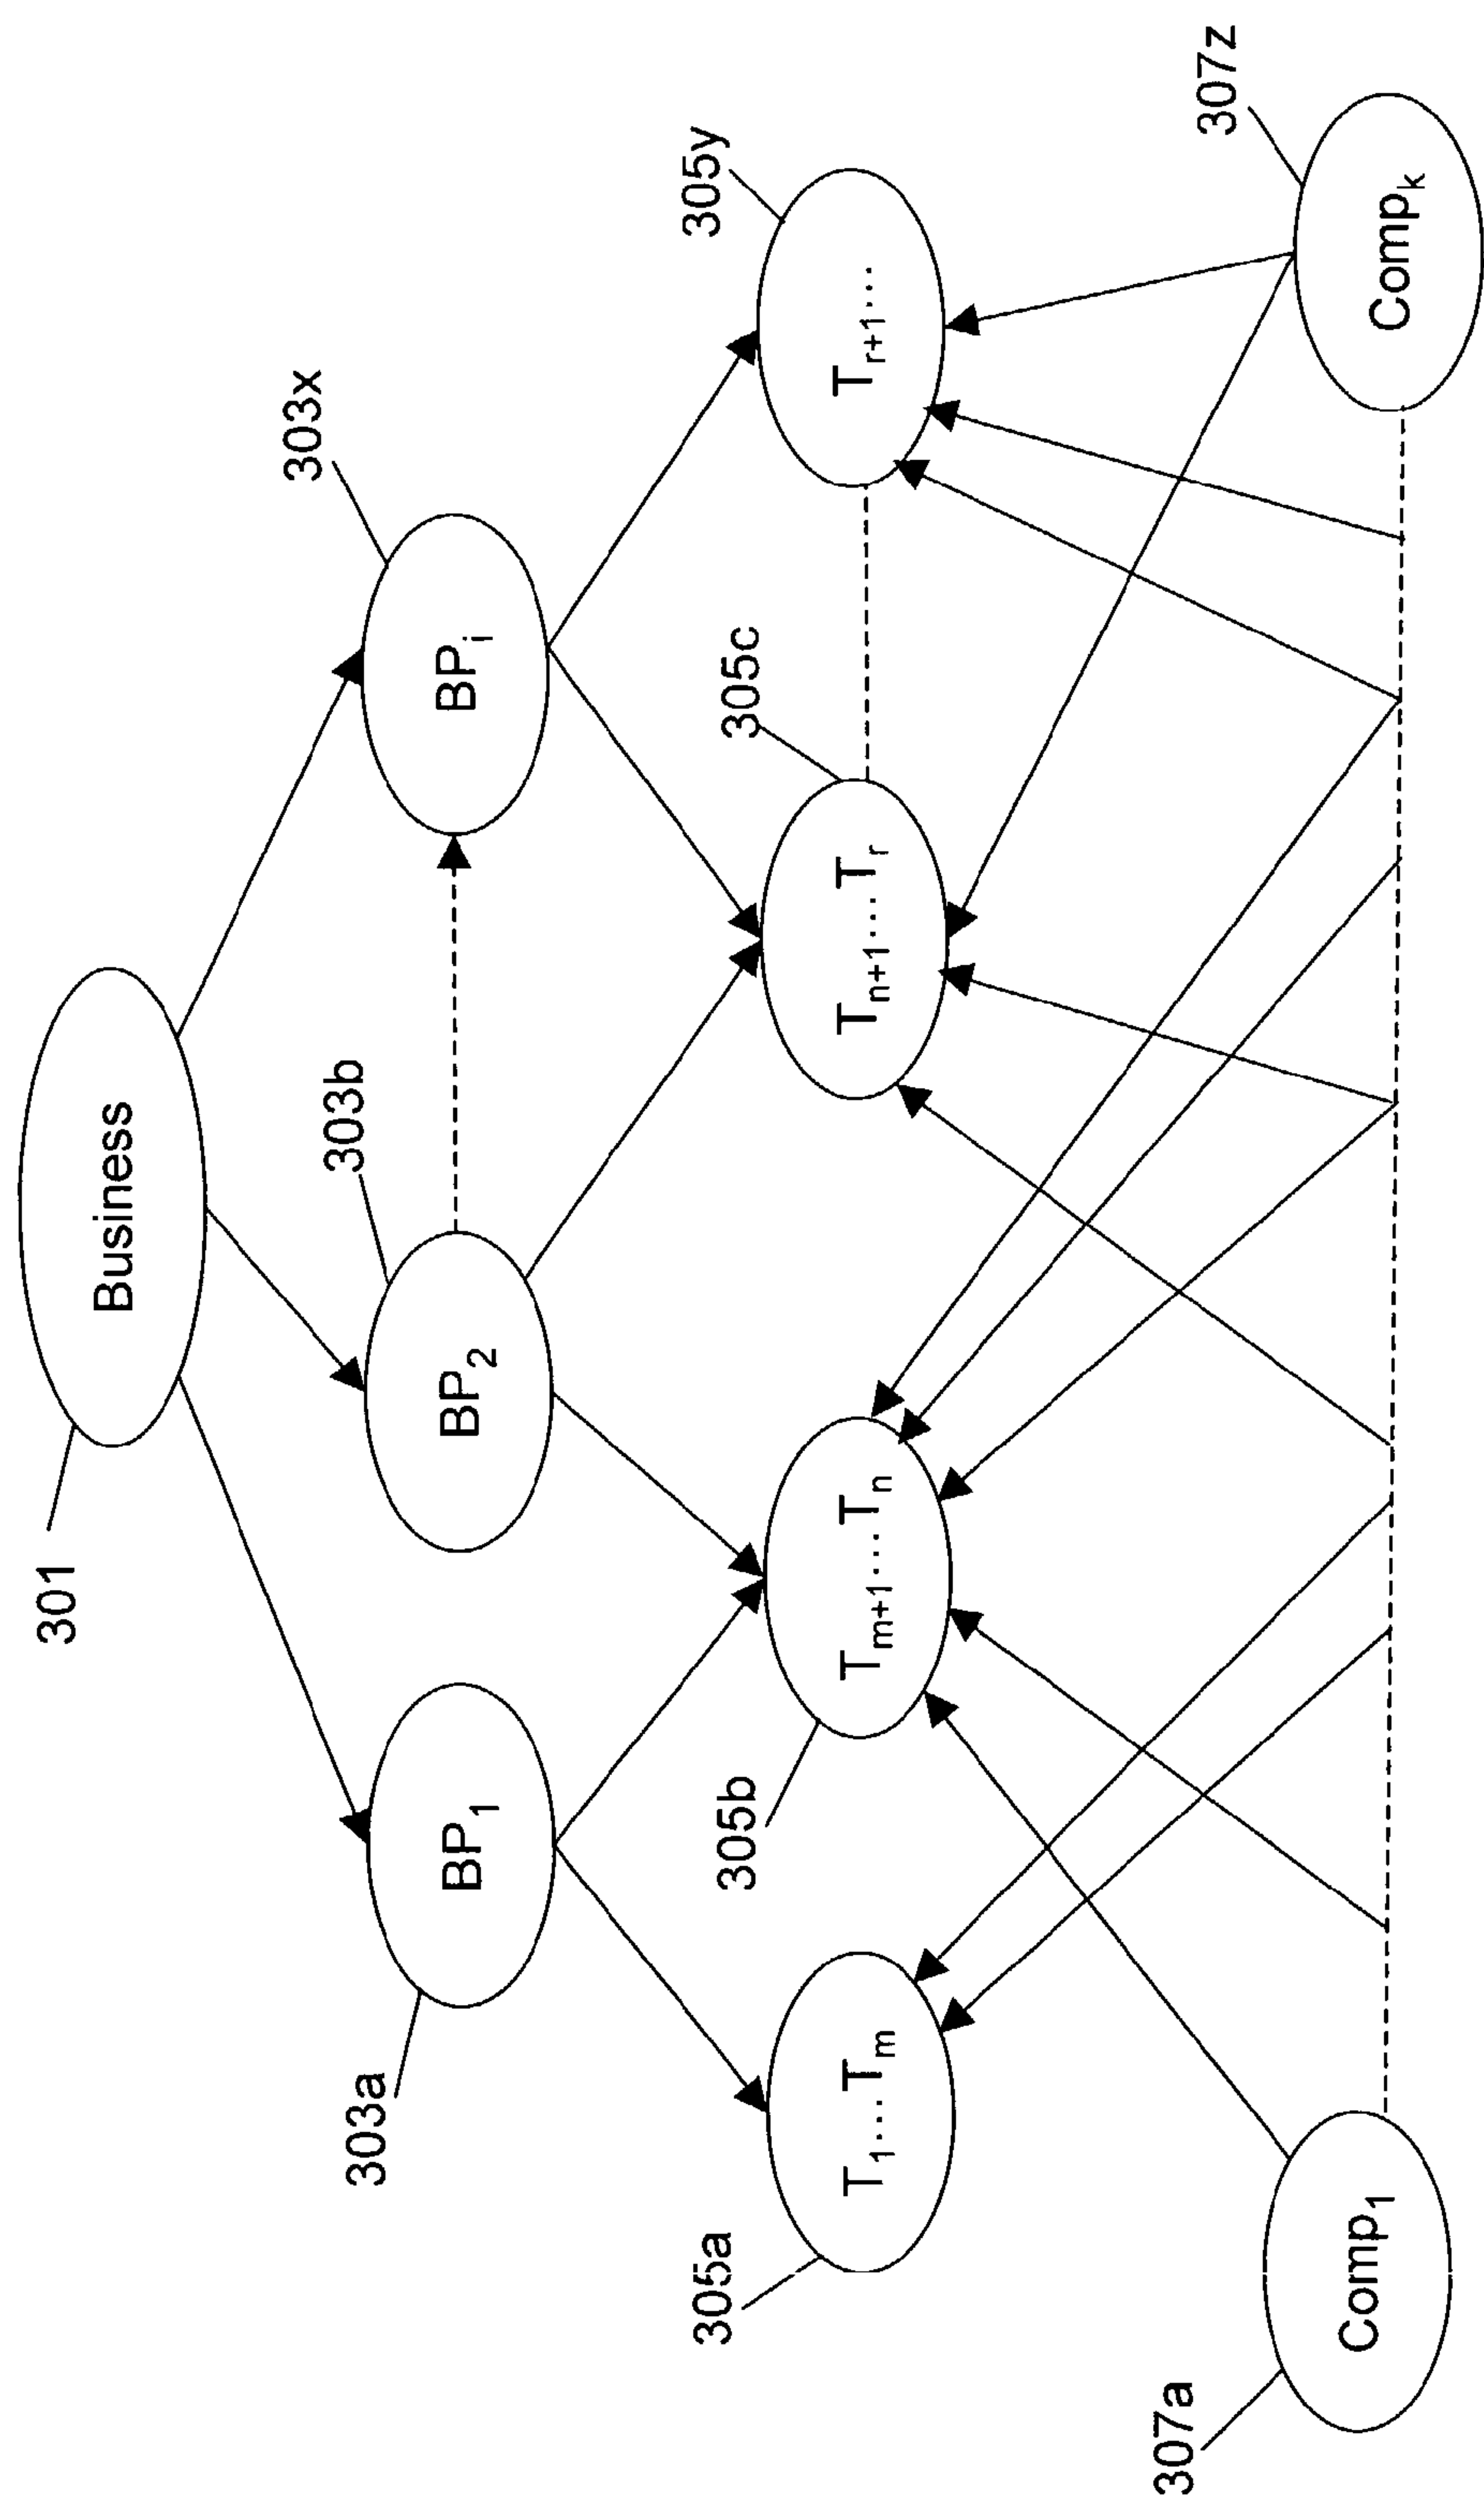 301
Business
303a
303b
303x
BP1
BP2
BPi
305a
305b
305c
305y
T1...Tm
Tm+1...Tn
Tn+1...Tr
Tr+1...
307a
307z
Comp1
Compk